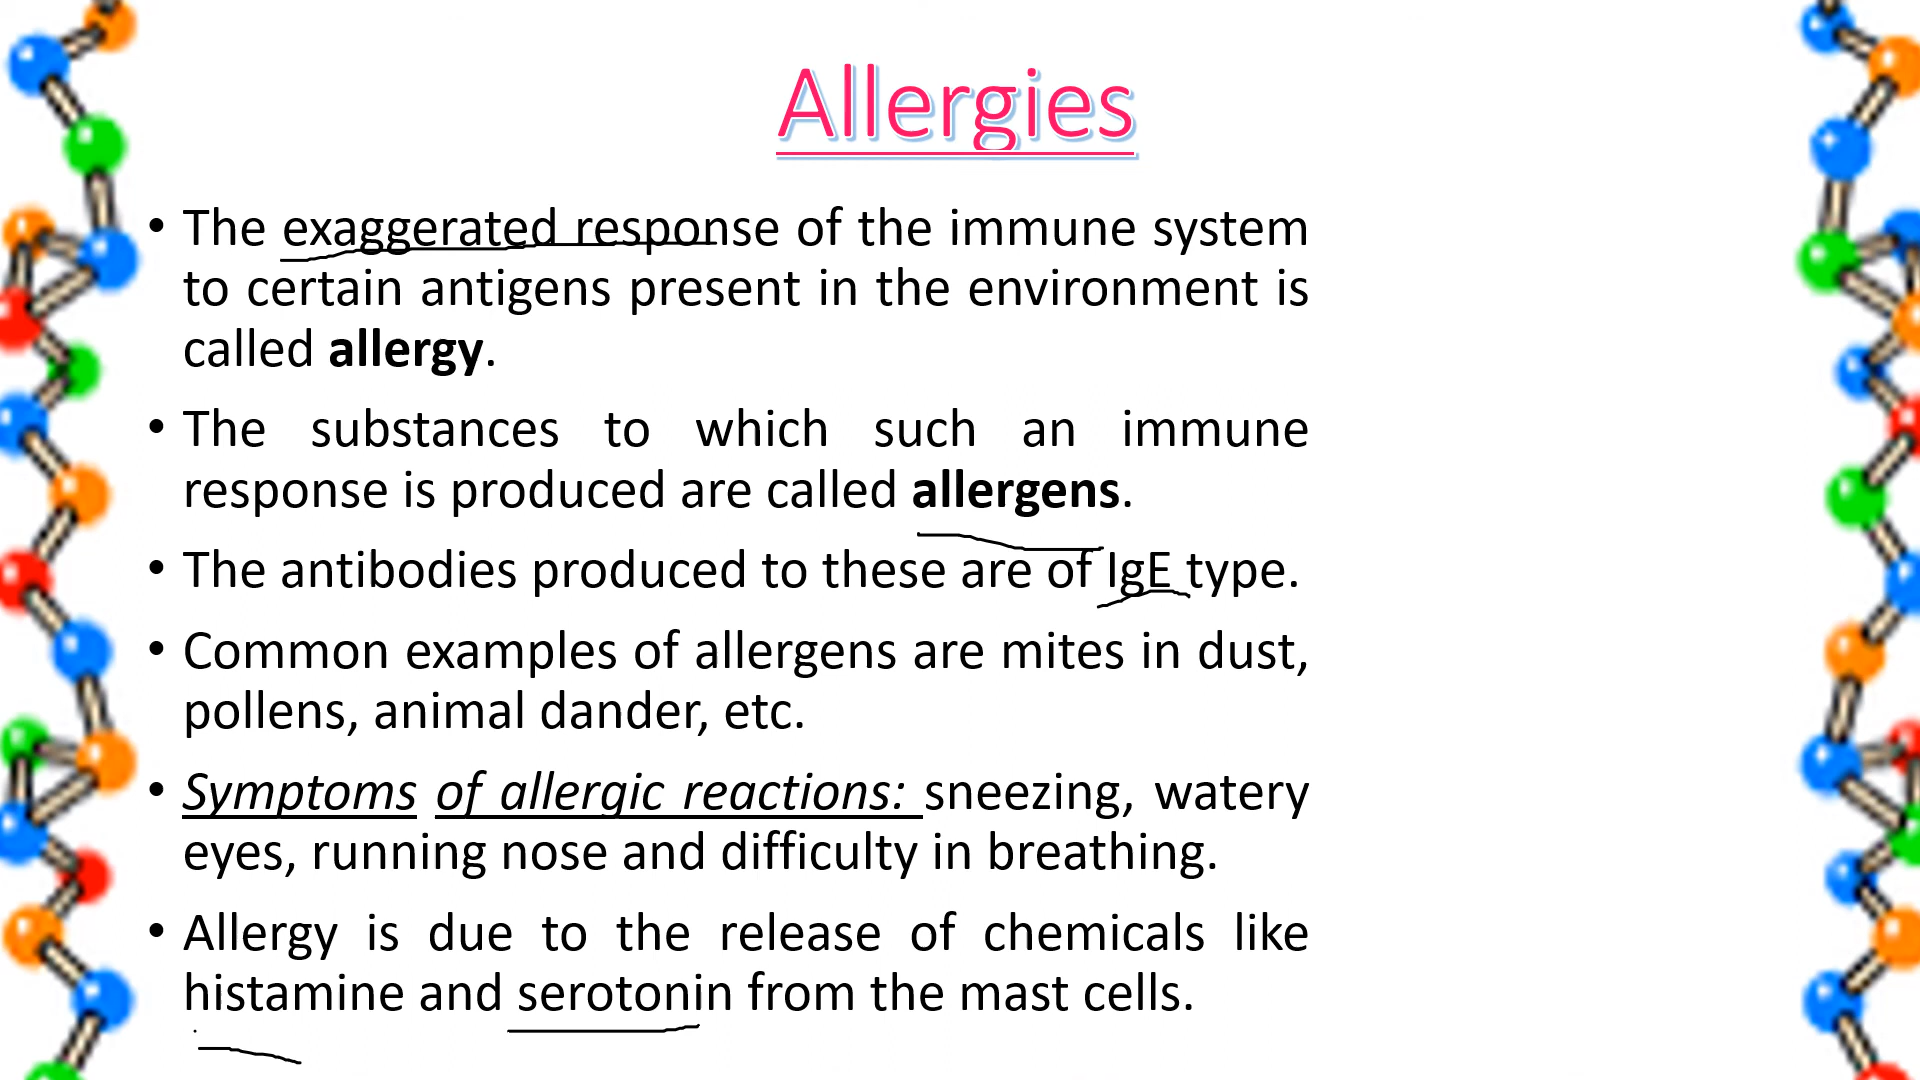 Allergies
• The exaggerated response of the immune system
to certain antigens present in the environment is
called allergy.
• The substances to which such an immune
response is produced are called allergens.
• The antibodies produced to these are of IgE type.
• Common examples of allergens are mites in dust,
pollens, animal dander, etc.
• Symptoms of allergic reactions: sneezing, watery
eyes, running nose and difficulty in breathing.
• Allergy is due to the release of chemicals like
histamine and serotonin from the mast cells.